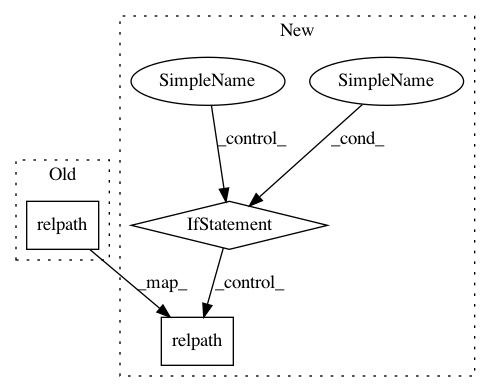 New
SimpleName
SimpleName
_control_
_cond_
Old
relpath
IfStatement
_map_
_control_
relpath